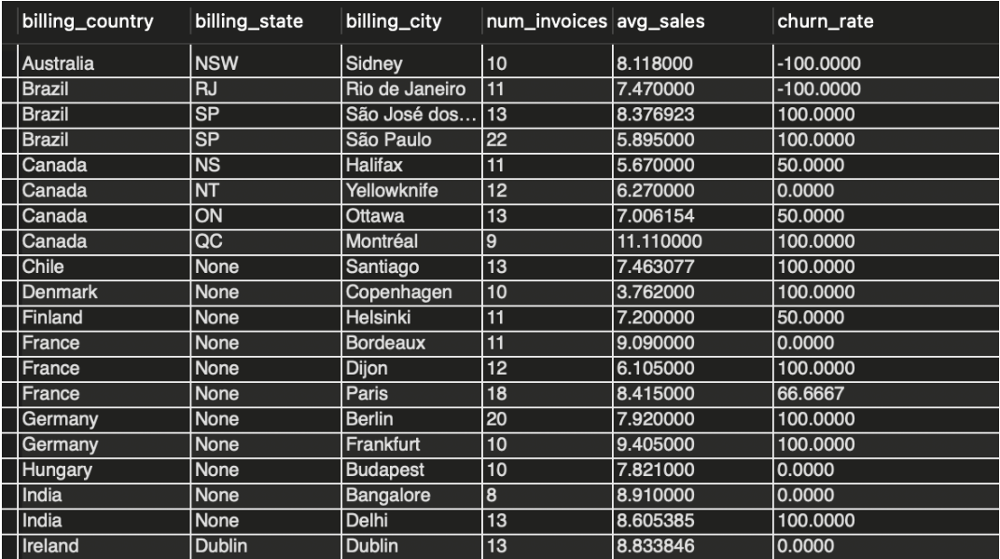 billing_country billing_state billing_city num_invoices avg_sales churn_rate
Australia NSW Sidney 10 8.118000 -100.0000
Brazil RJ Rio de Janeiro 11 7.470000 -100.0000
Brazil SP São José dos... 13 8.376923 100.0000
Brazil SP São Paulo 22 5.895000 100.0000
Canada NS Halifax 11 5.670000 50.0000
Canada NT Yellowknife 12 6.270000 0.0000
Canada ON Ottawa 13 7.006154 50.0000
Canada QC Montréal 9 11.110000 100.0000
Chile None Santiago 13 7.463077 100.0000
Denmark None Copenhagen 10 3.762000 100.0000
Finland None Helsinki 11 7.200000 50.0000
France None Bordeaux 11 9.090000 0.0000
France None Dijon 12 6.105000 100.0000
France None Paris 18 8.415000 66.6667
Germany None Berlin 20 7.920000 100.0000
Germany None Frankfurt 10 9.405000 100.0000
Hungary None Budapest 10 7.821000 0.0000
India None Bangalore 8 8.910000 0.0000
India None Delhi 13 8.605385 100.0000
Ireland Dublin Dublin 13 8.833846 0.0000